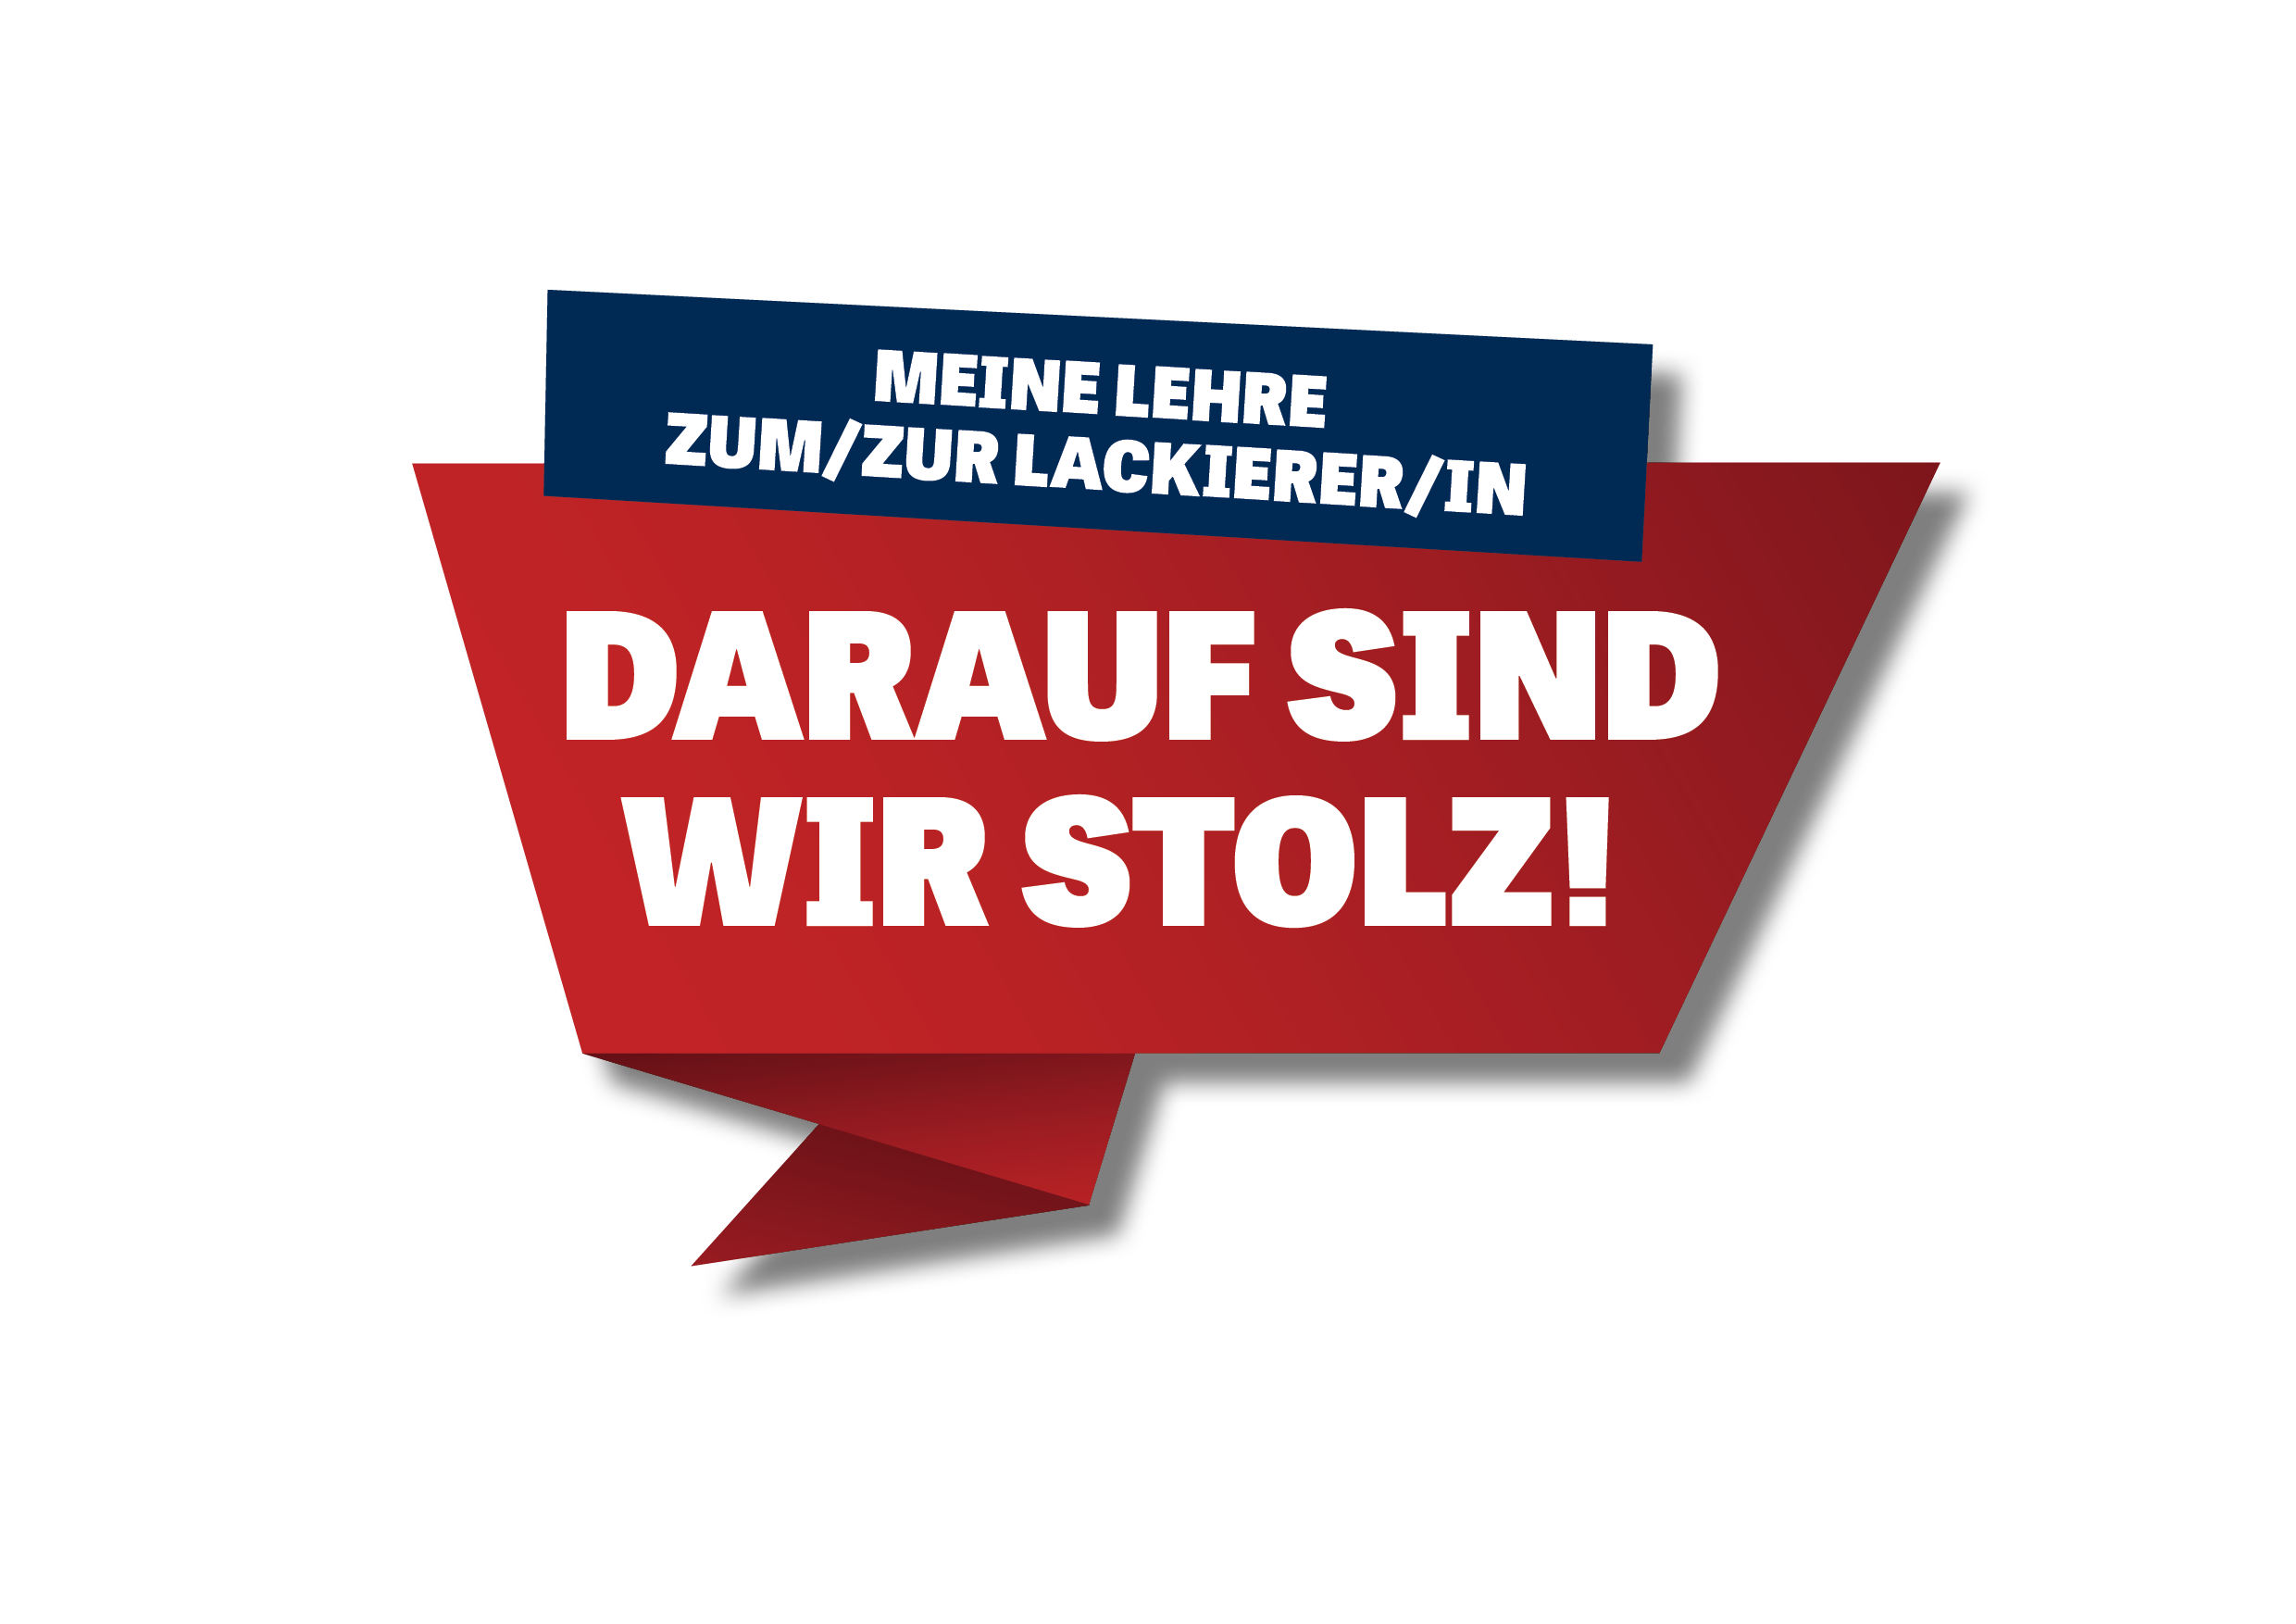 MEINE LEHRE
ZUM/ZUR LACKIERER/IN
DARAUF SIND
WIR STOLZ!